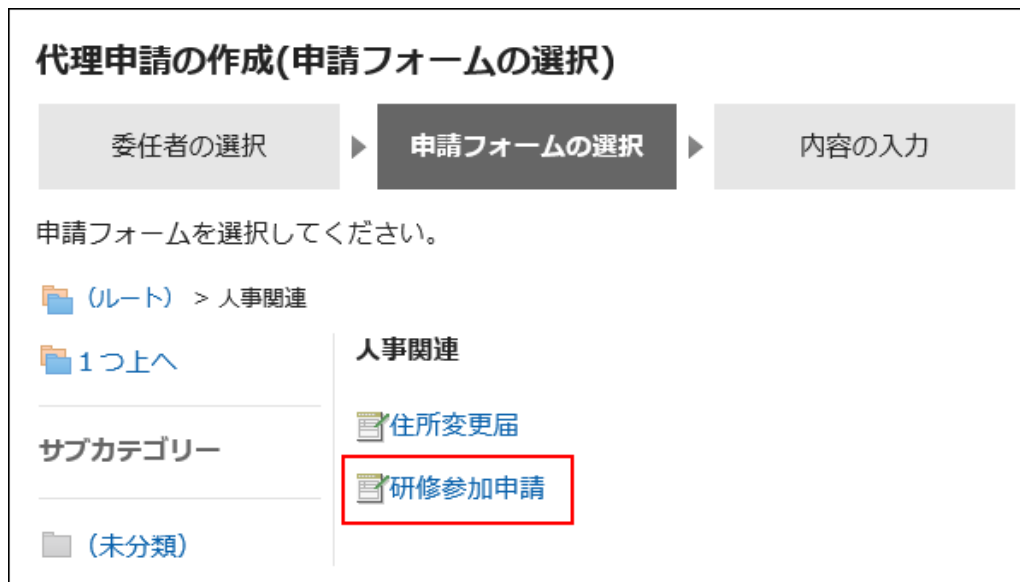 代理申請の作成(申請フォームの選択)
委任者の選択
申請フォームの選択
内容の入力
申請フォームを選択してください。
（ルート） > 人事関連
１つ上へ
サブカテゴリー
（未分類）
人事関連
住所変更届
研修参加申請